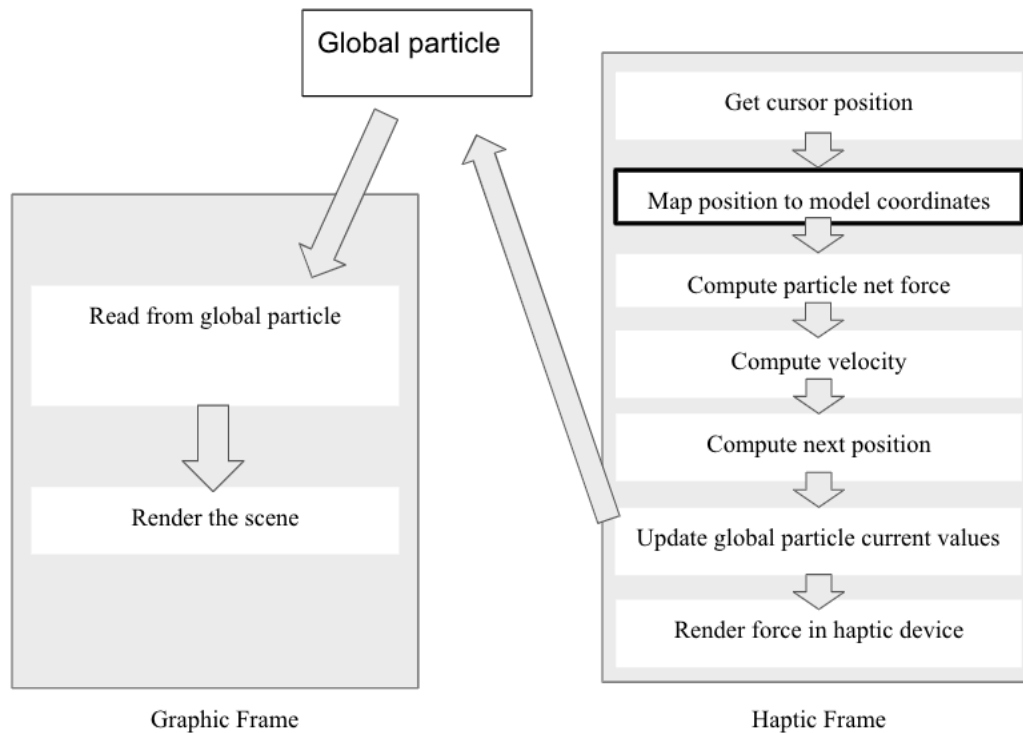 Global particle
Read from global particle
Render the scene
Graphic Frame
Get cursor position
Map position to model coordinates
Compute particle net force
Compute velocity
Compute next position
Update global particle current values
Render force in haptic device
Haptic Frame